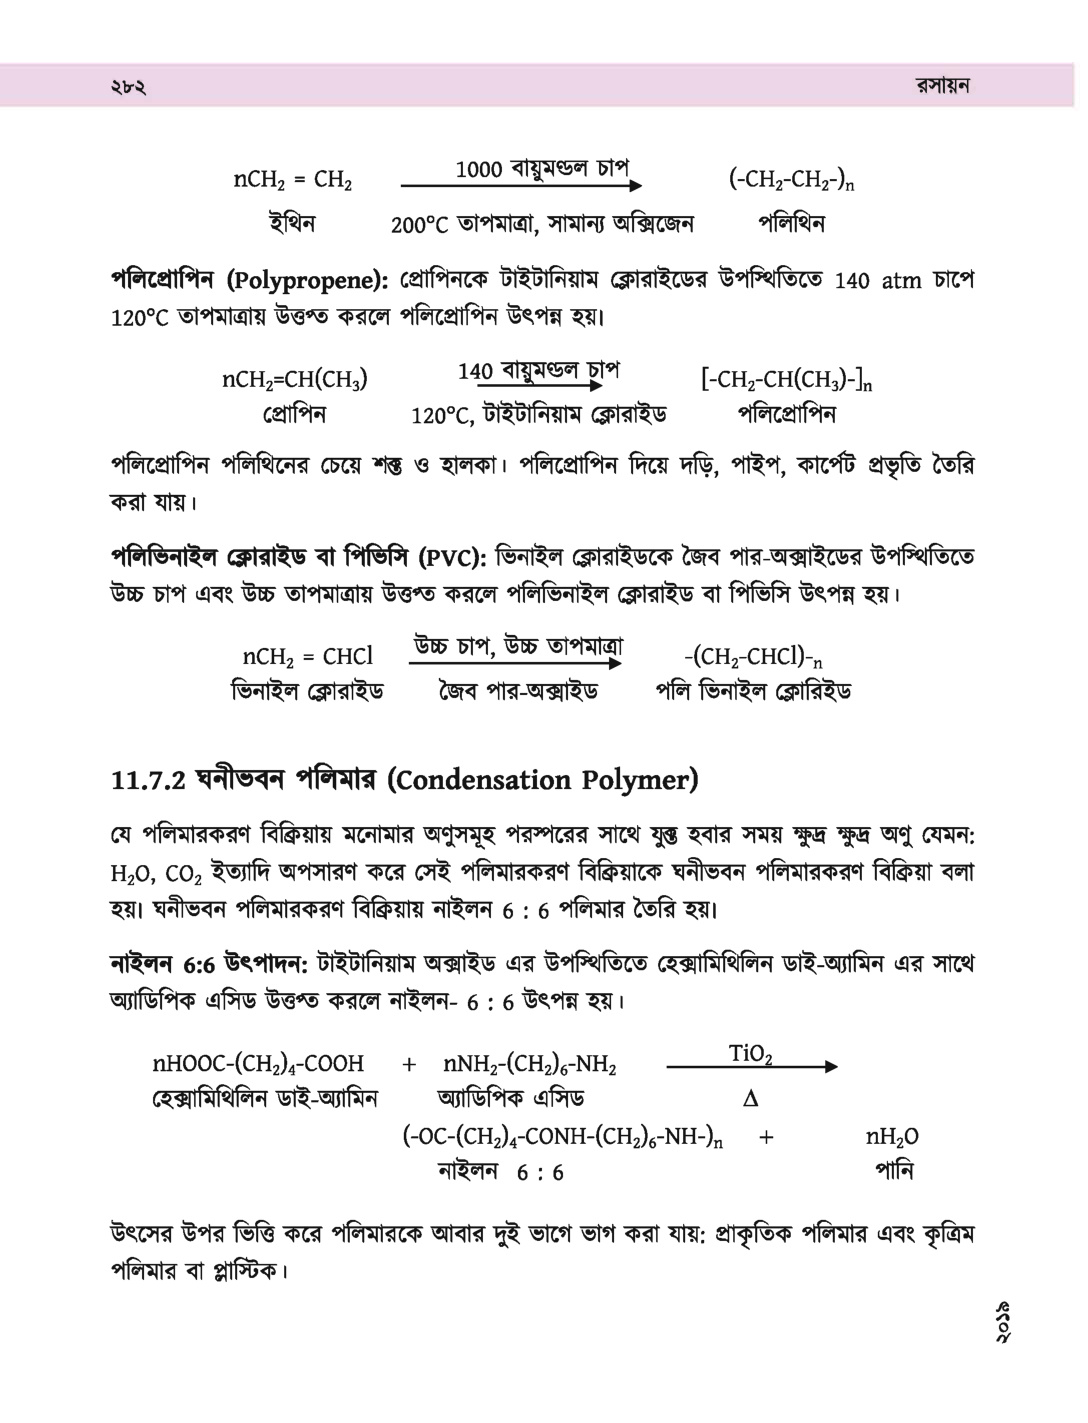 ২৮২ রসায়ন
1000 বায়ুমণ্ডল চাপ
nCH₂ = CH₂ (-CH₂-CH₂-)ₙ
ইথিন 200°C তাপমাত্রা, সামান্য অক্সিজেন পলিথিন
পলিপ্রোপিন (Polypropene): প্রোপিনকে টাইটানিয়াম ক্লোরাইডের উপস্থিতিতে 140 atm চাপে
120°C তাপমাত্রায় উত্তপ্ত করলে পলিপ্রোপিন উৎপন্ন হয়।
140 বায়ুমণ্ডল চাপ
nCH₂=CH(CH₃) [-CH₂-CH(CH₃)-]ₙ
প্রোপিন 120°C, টাইটানিয়াম ক্লোরাইড পলিপ্রোপিন
পলিপ্রোপিন পলিথিনের চেয়ে শক্ত ও হালকা। পলিপ্রোপিন দিয়ে দড়ি, পাইপ, কার্পেট প্রভৃতি তৈরি
করা যায়।
পলিভিনাইল ক্লোরাইড বা পিভিসি (PVC): ভিনাইল ক্লোরাইডকে জৈব পার-অক্সাইডের উপস্থিতিতে
উচ্চ চাপ এবং উচ্চ তাপমাত্রায় উত্তপ্ত করলে পলিভিনাইল ক্লোরাইড বা পিভিসি উৎপন্ন হয়।
উচ্চ চাপ, উচ্চ তাপমাত্রা
nCH₂ = CHCl -(CH₂-CHCl)-ₙ
ভিনাইল ক্লোরাইড জৈব পার-অক্সাইড পলি ভিনাইল ক্লোরিইড
11.7.2 ঘনীভবন পলিমার (Condensation Polymer)
যে পলিমারকরণ বিক্রিয়ায় মনোমার অণুসমূহ পরস্পরের সাথে যুক্ত হবার সময় ক্ষুদ্র ক্ষুদ্র অণু যেমন:
H₂O, CO₂ ইত্যাদি অপসারণ করে সেই পলিমারকরণ বিক্রিয়াকে ঘনীভবন পলিমারকরণ বিক্রিয়া বলা
হয়। ঘনীভবন পলিমারকরণ বিক্রিয়ায় নাইলন 6 : 6 পলিমার তৈরি হয়।
নাইলন 6:6 উৎপাদন: টাইটানিয়াম অক্সাইড এর উপস্থিতিতে হেক্সামিথিলিন ডাই-অ্যামিন এর সাথে
অ্যাডিপিক এসিড উত্তপ্ত করলে নাইলন- 6 : 6 উৎপন্ন হয়।
nHOOC-(CH₂)₄-COOH + nNH₂-(CH₂)₆-NH₂ TiO₂
হেক্সামিথিলিন ডাই-অ্যামিন অ্যাডিপিক এসিড Δ
(-OC-(CH₂)₄-CONH-(CH₂)₆-NH-)ₙ + nH₂O
নাইলন 6 : 6 পানি
উৎসের উপর ভিত্তি করে পলিমারকে আবার দুই ভাগে ভাগ করা যায়: প্রাকৃতিক পলিমার এবং কৃত্রিম
পলিমার বা প্লাস্টিক।
২০১৯